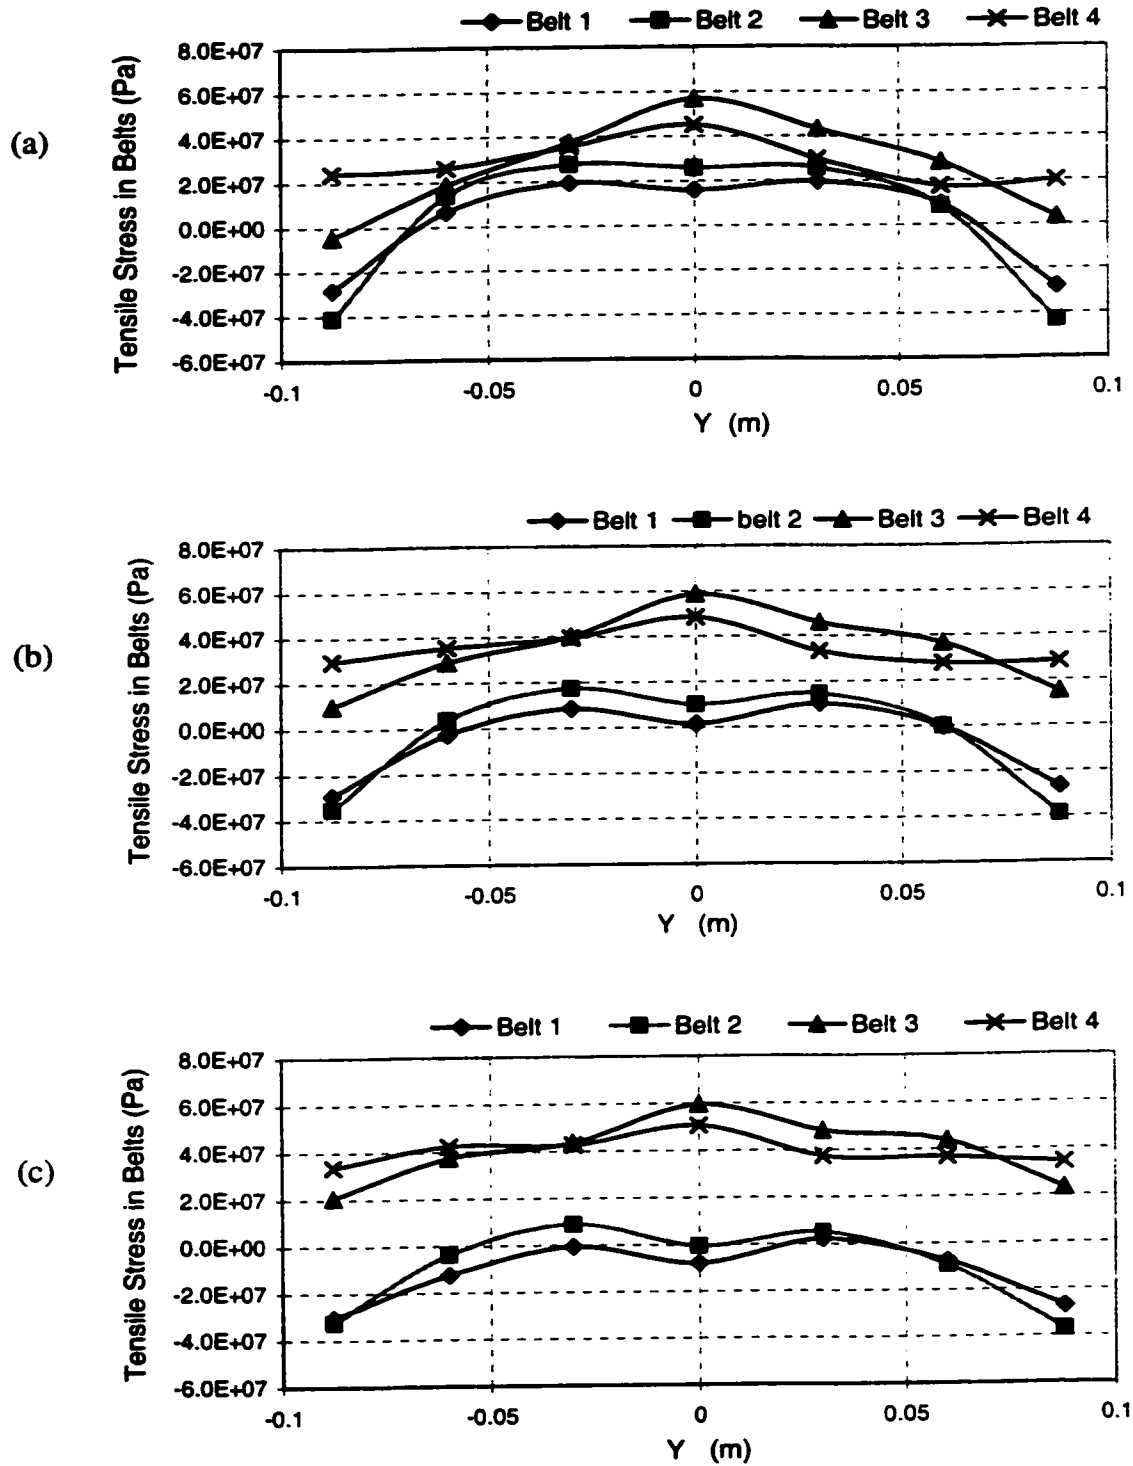 Belt 1 Belt 2 Belt 3 Belt 4
(a)
Tensile Stress in Belts (Pa)
8.0E+07
6.0E+07
4.0E+07
2.0E+07
0.0E+00
-2.0E+07
-4.0E+07
-6.0E+07
-0.1 -0.05 0 0.05 0.1
Y (m)
Belt 1 belt 2 Belt 3 Belt 4
(b)
Tensile Stress in Belts (Pa)
8.0E+07
6.0E+07
4.0E+07
2.0E+07
0.0E+00
-2.0E+07
-4.0E+07
-6.0E+07
-0.1 -0.05 0 0.05 0.1
Y (m)
Belt 1 Belt 2 Belt 3 Belt 4
(c)
Tensile Stress in Belts (Pa)
8.0E+07
6.0E+07
4.0E+07
2.0E+07
0.0E+00
-2.0E+07
-4.0E+07
-6.0E+07
-0.1 -0.05 0 0.05 0.1
Y (m)